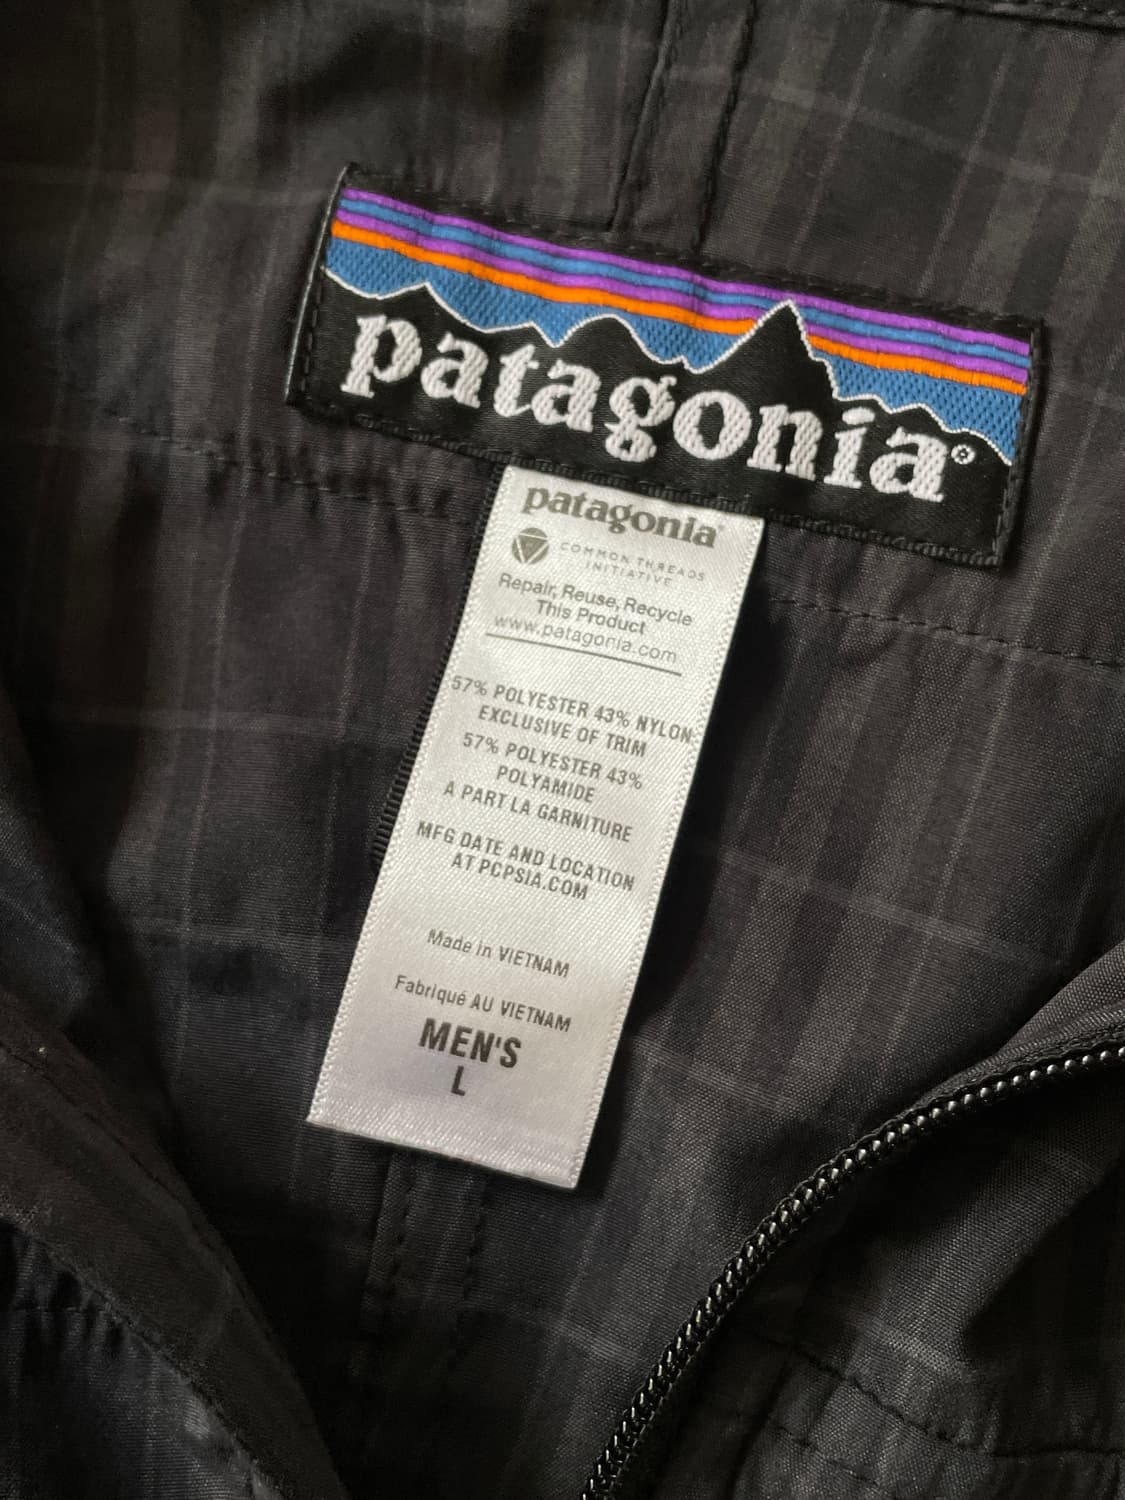 patagonia®
patagonia®
COMMON THREADS
INITIATIVE
Repair, Reuse, Recycle
This Product
www.patagonia.com
57% POLYESTER 43% NYLON
EXCLUSIVE OF TRIM
57% POLYESTER 43%
POLYAMIDE
A PART LA GARNITURE
MFG DATE AND LOCATION
AT PCPSIA.COM
Made in VIETNAM
Fabriqué AU VIETNAM
MEN'S
L